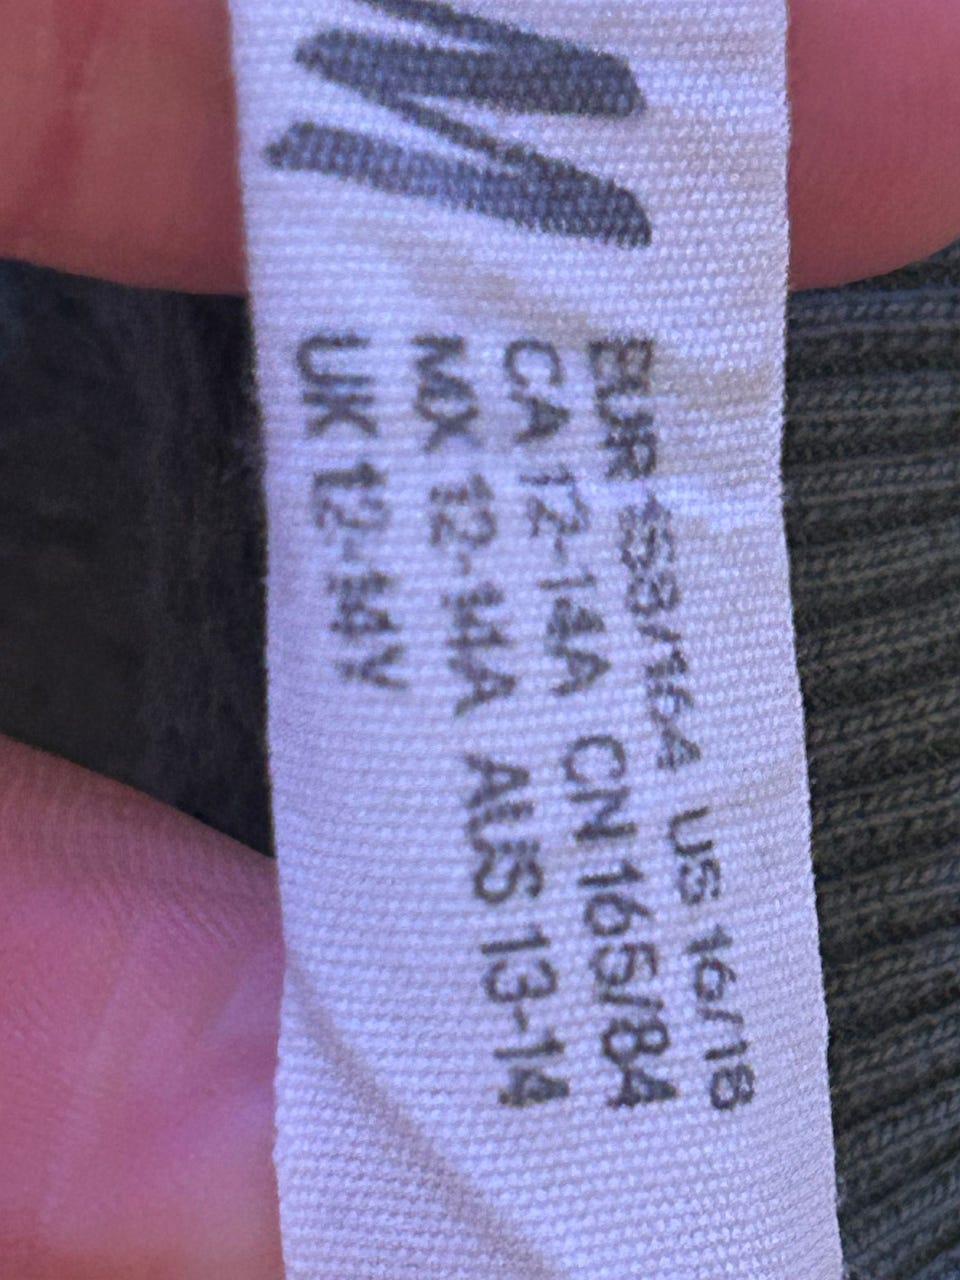 EUR 158/164 US 16/18
CA 12-14A CN 165/84
MX 12-14A AUS 13-14
UK 12-14Y